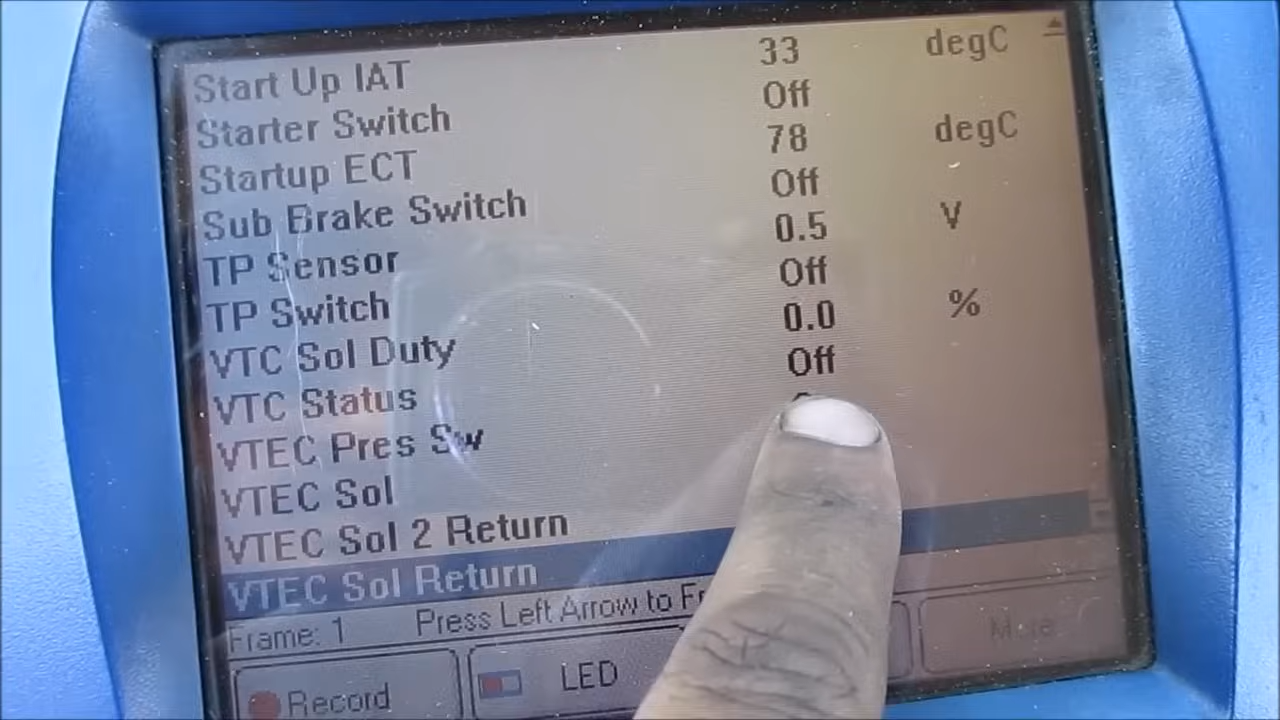 Start Up IAT 33 degC
Starter Switch Off
Startup ECT 78 degC
Sub Brake Switch Off
TP Sensor 0.5 V
TP Switch Off
VTC Sol Duty 0.0 %
VTC Status Off
VTEC Pres Sw
VTEC Sol
VTEC Sol 2 Return
VTEC Sol Return
Frame: 1 Press Left Arrow to
Record LED More